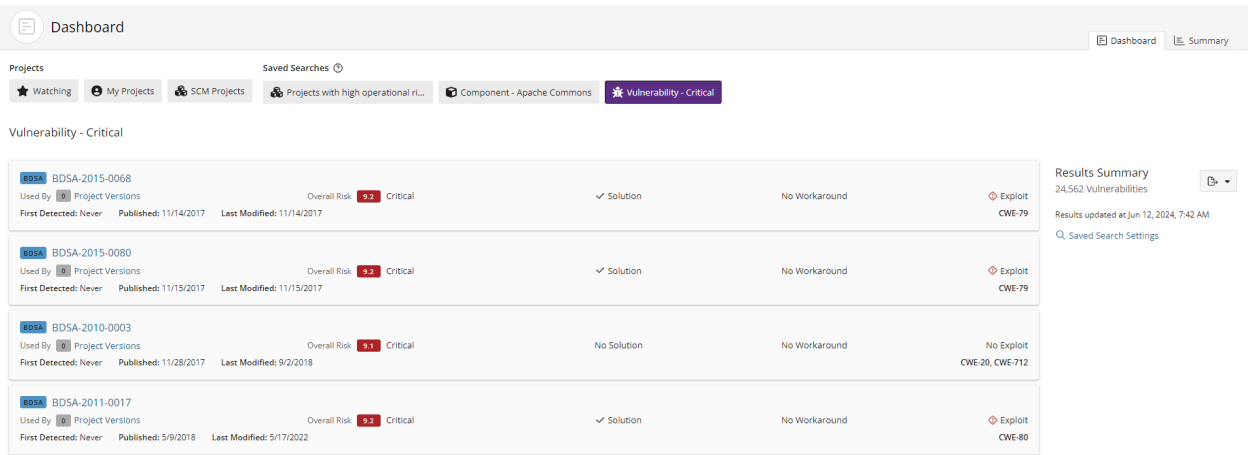 Dashboard
Dashboard Summary
Projects Saved Searches
Watching My Projects SCM Projects Projects with high operational ri... Component - Apache Commons Vulnerability - Critical
Vulnerability - Critical
BDSA BDSA-2015-0068
Used By 0 Project Versions Overall Risk 9.2 Critical Solution No Workaround Exploit
First Detected: Never Published: 11/14/2017 Last Modified: 11/14/2017 CWE-79
BDSA BDSA-2015-0080
Used By 0 Project Versions Overall Risk 9.2 Critical Solution No Workaround Exploit
First Detected: Never Published: 11/15/2017 Last Modified: 11/15/2017 CWE-79
BDSA BDSA-2010-0003
Used By 0 Project Versions Overall Risk 9.1 Critical No Solution No Workaround No Exploit
First Detected: Never Published: 11/28/2017 Last Modified: 9/2/2018 CWE-20, CWE-712
BDSA BDSA-2011-0017
Used By 0 Project Versions Overall Risk 9.2 Critical Solution No Workaround Exploit
First Detected: Never Published: 5/9/2018 Last Modified: 5/17/2022 CWE-80
Results Summary
24,562 Vulnerabilities
Results updated at Jun 12, 2024, 7:42 AM
Saved Search Settings